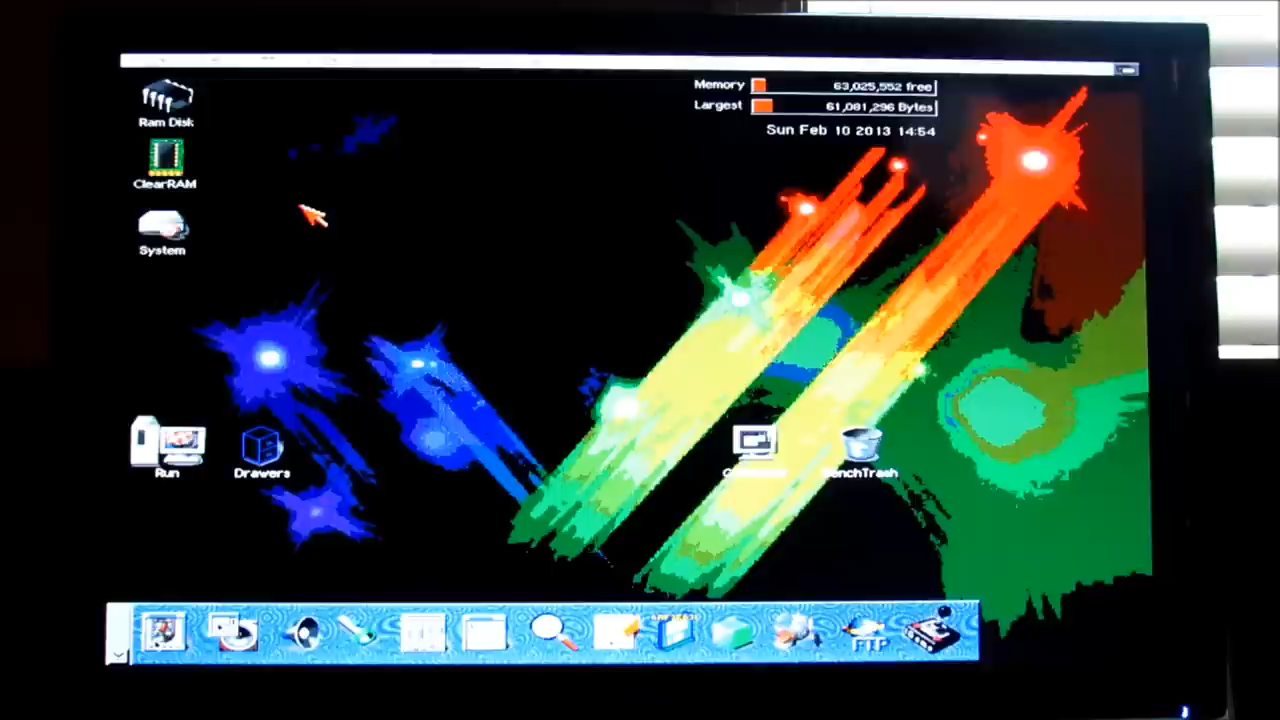 Memory 63,025,552 free
Largest 61,081,296 Bytes
Sun Feb 10 2013 14:54
Ram Disk
ClearRAM
System
Run
Drawers
FTP